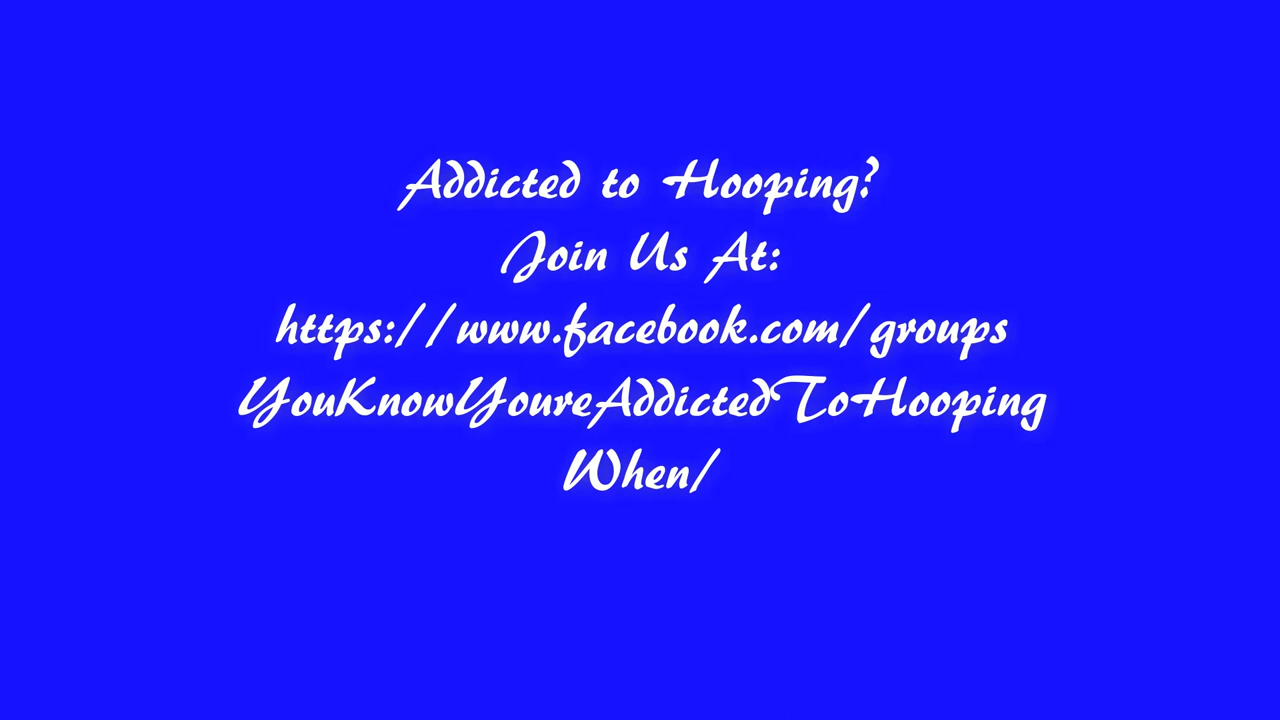 Addicted to Hooping?
Join Us At:
https://www.facebook.com/groups
YouKnowYoureAddictedToHooping
When/